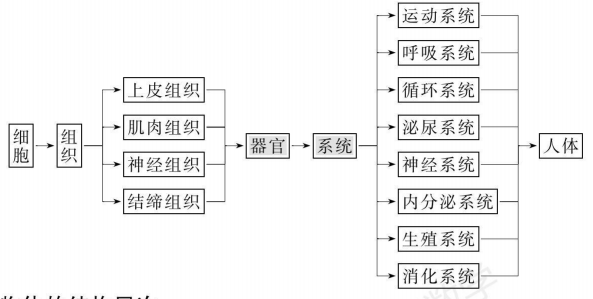 细胞
组织
上皮组织
肌肉组织
神经组织
结缔组织
器官
系统
运动系统
呼吸系统
循环系统
泌尿系统
神经系统
内分泌系统
生殖系统
消化系统
人体